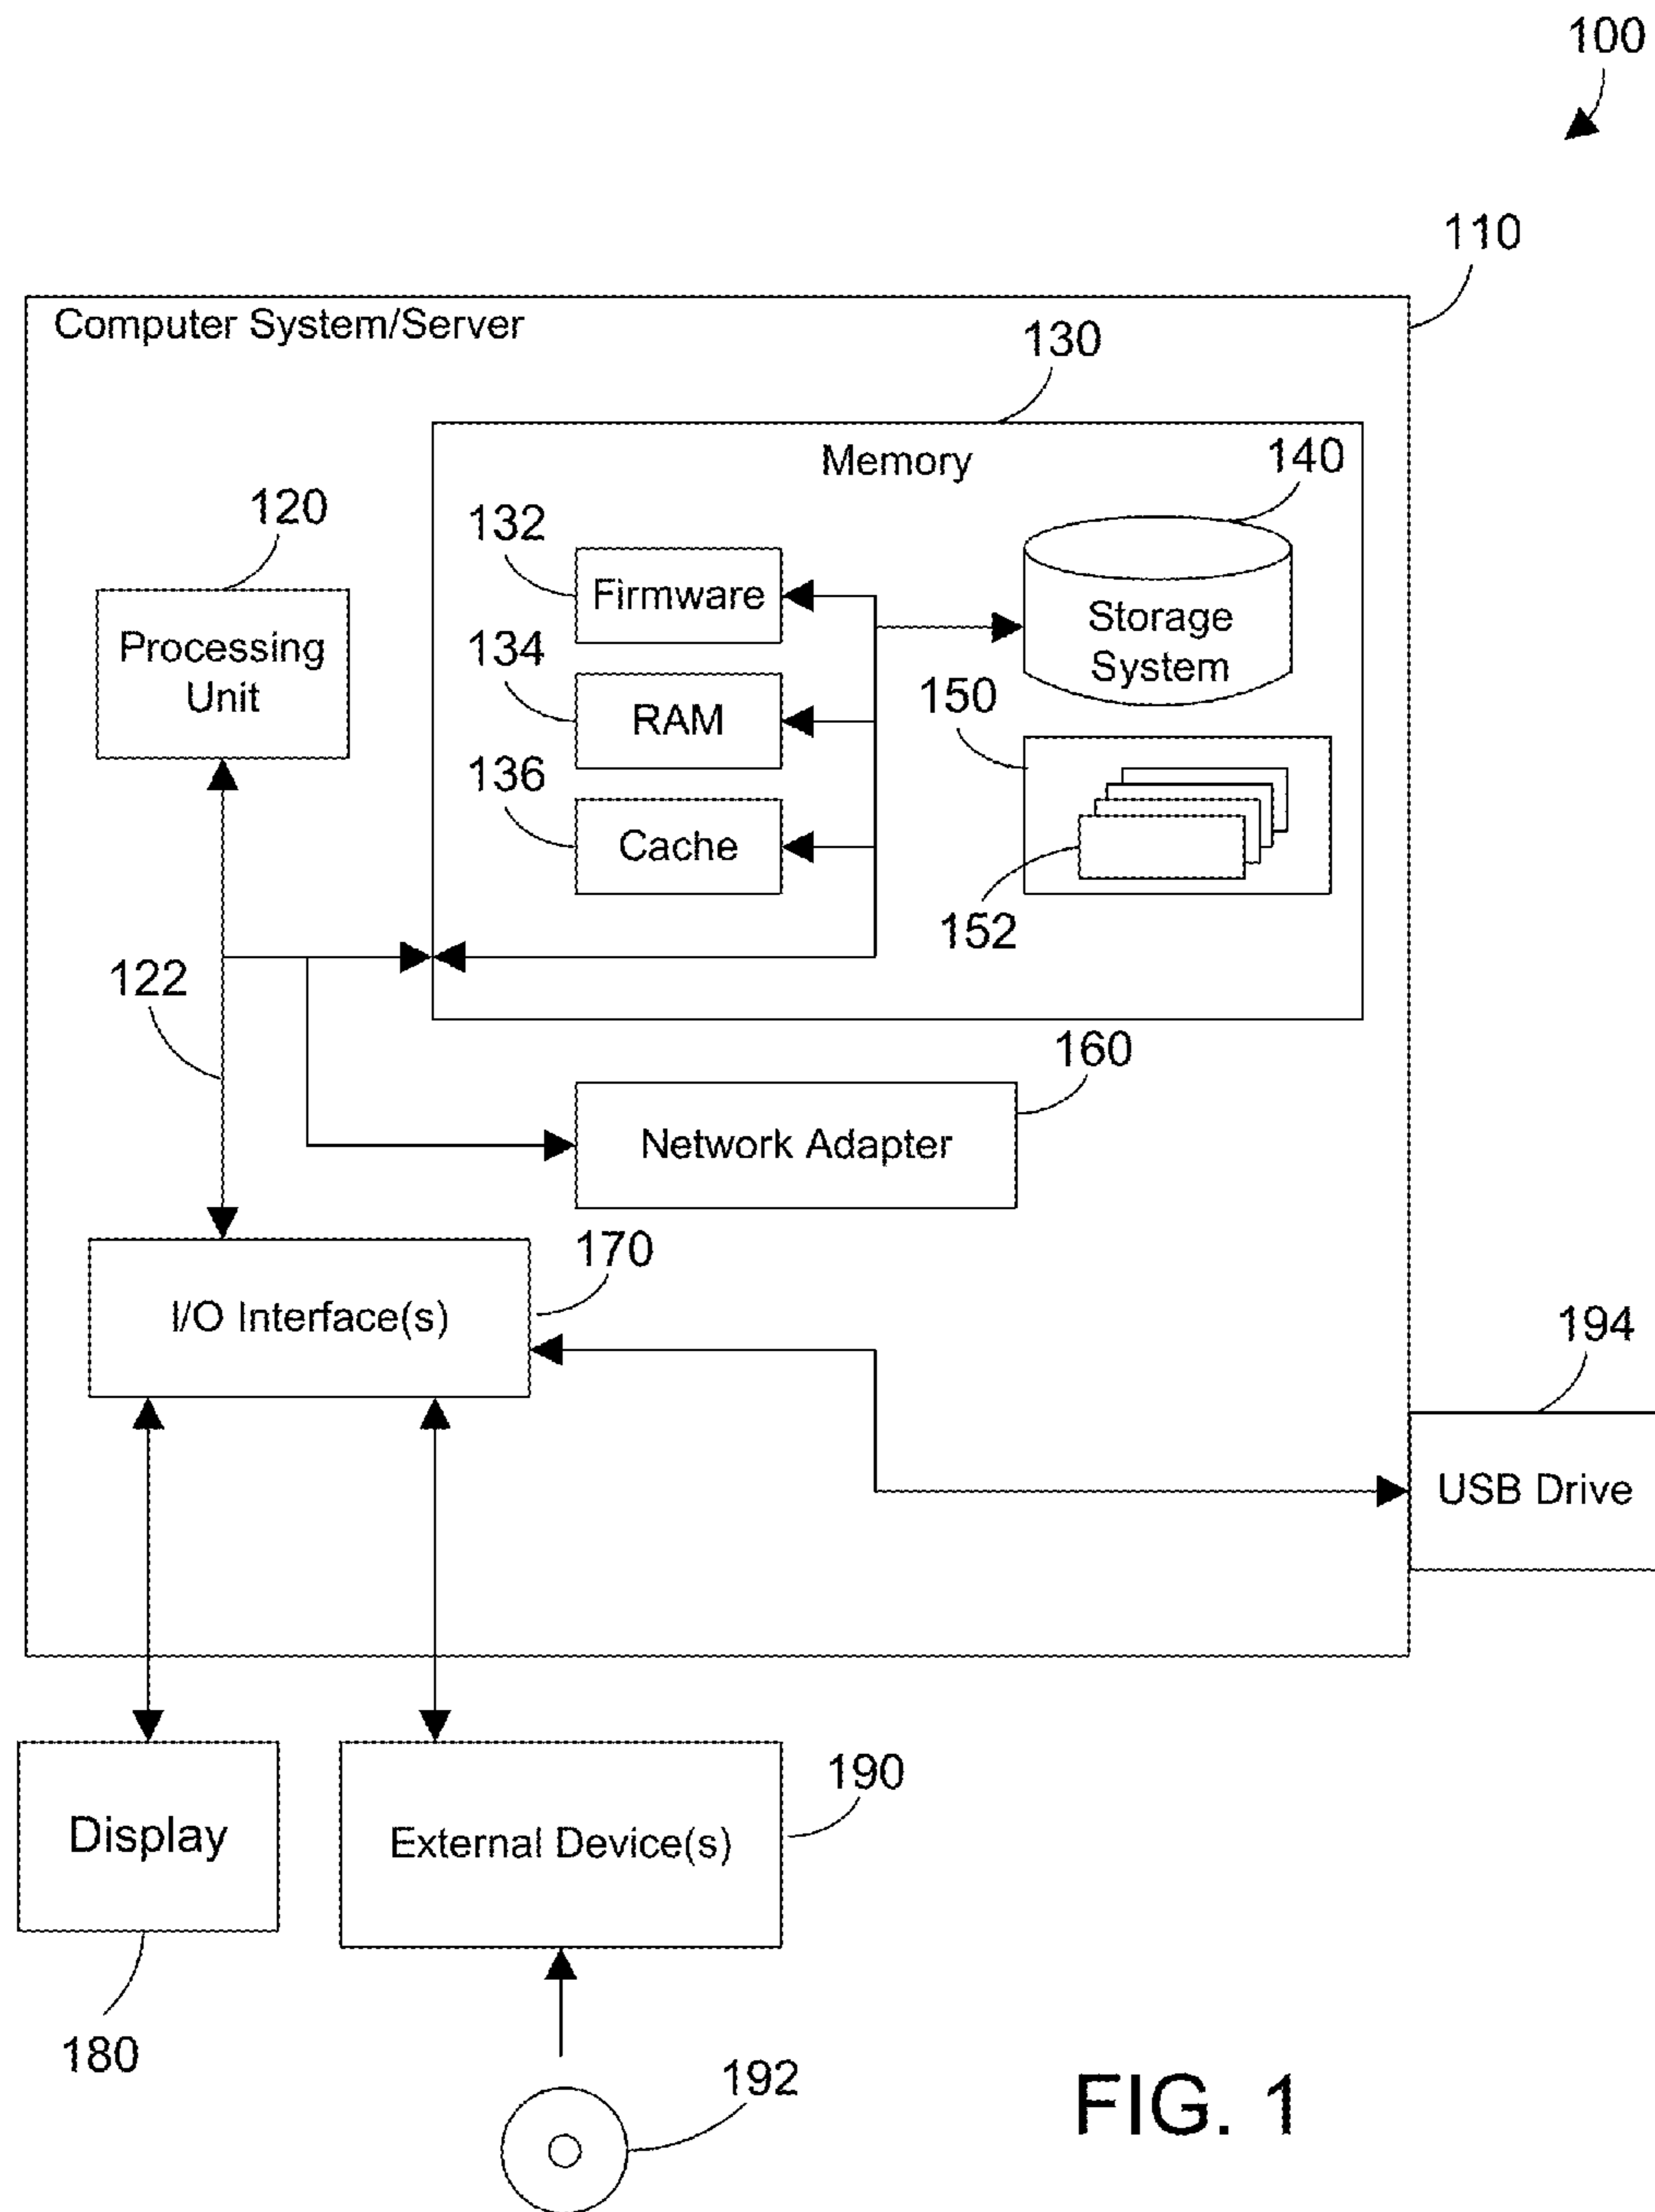 100
110
Computer System/Server
130
Memory
140
120
132
Firmware
Storage
System
Processing
Unit
134
RAM
150
136
Cache
152
122
160
Network Adapter
170
I/O Interface(s)
194
USB Drive
190
Display
External Device(s)
180
192
FIG. 1